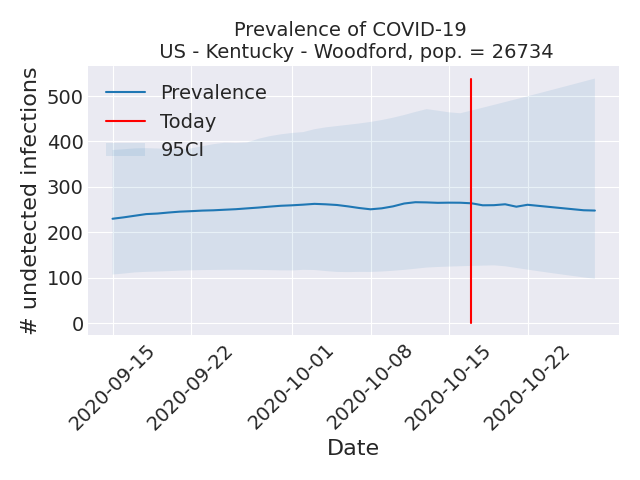 Prevalence of COVID-19
US - Kentucky - Woodford, pop. = 26734
# undetected infections
500
400
300
200
100
0
Prevalence
Today
95CI
2020-09-15
2020-09-22
2020-10-01
2020-10-08
2020-10-15
2020-10-22
Date